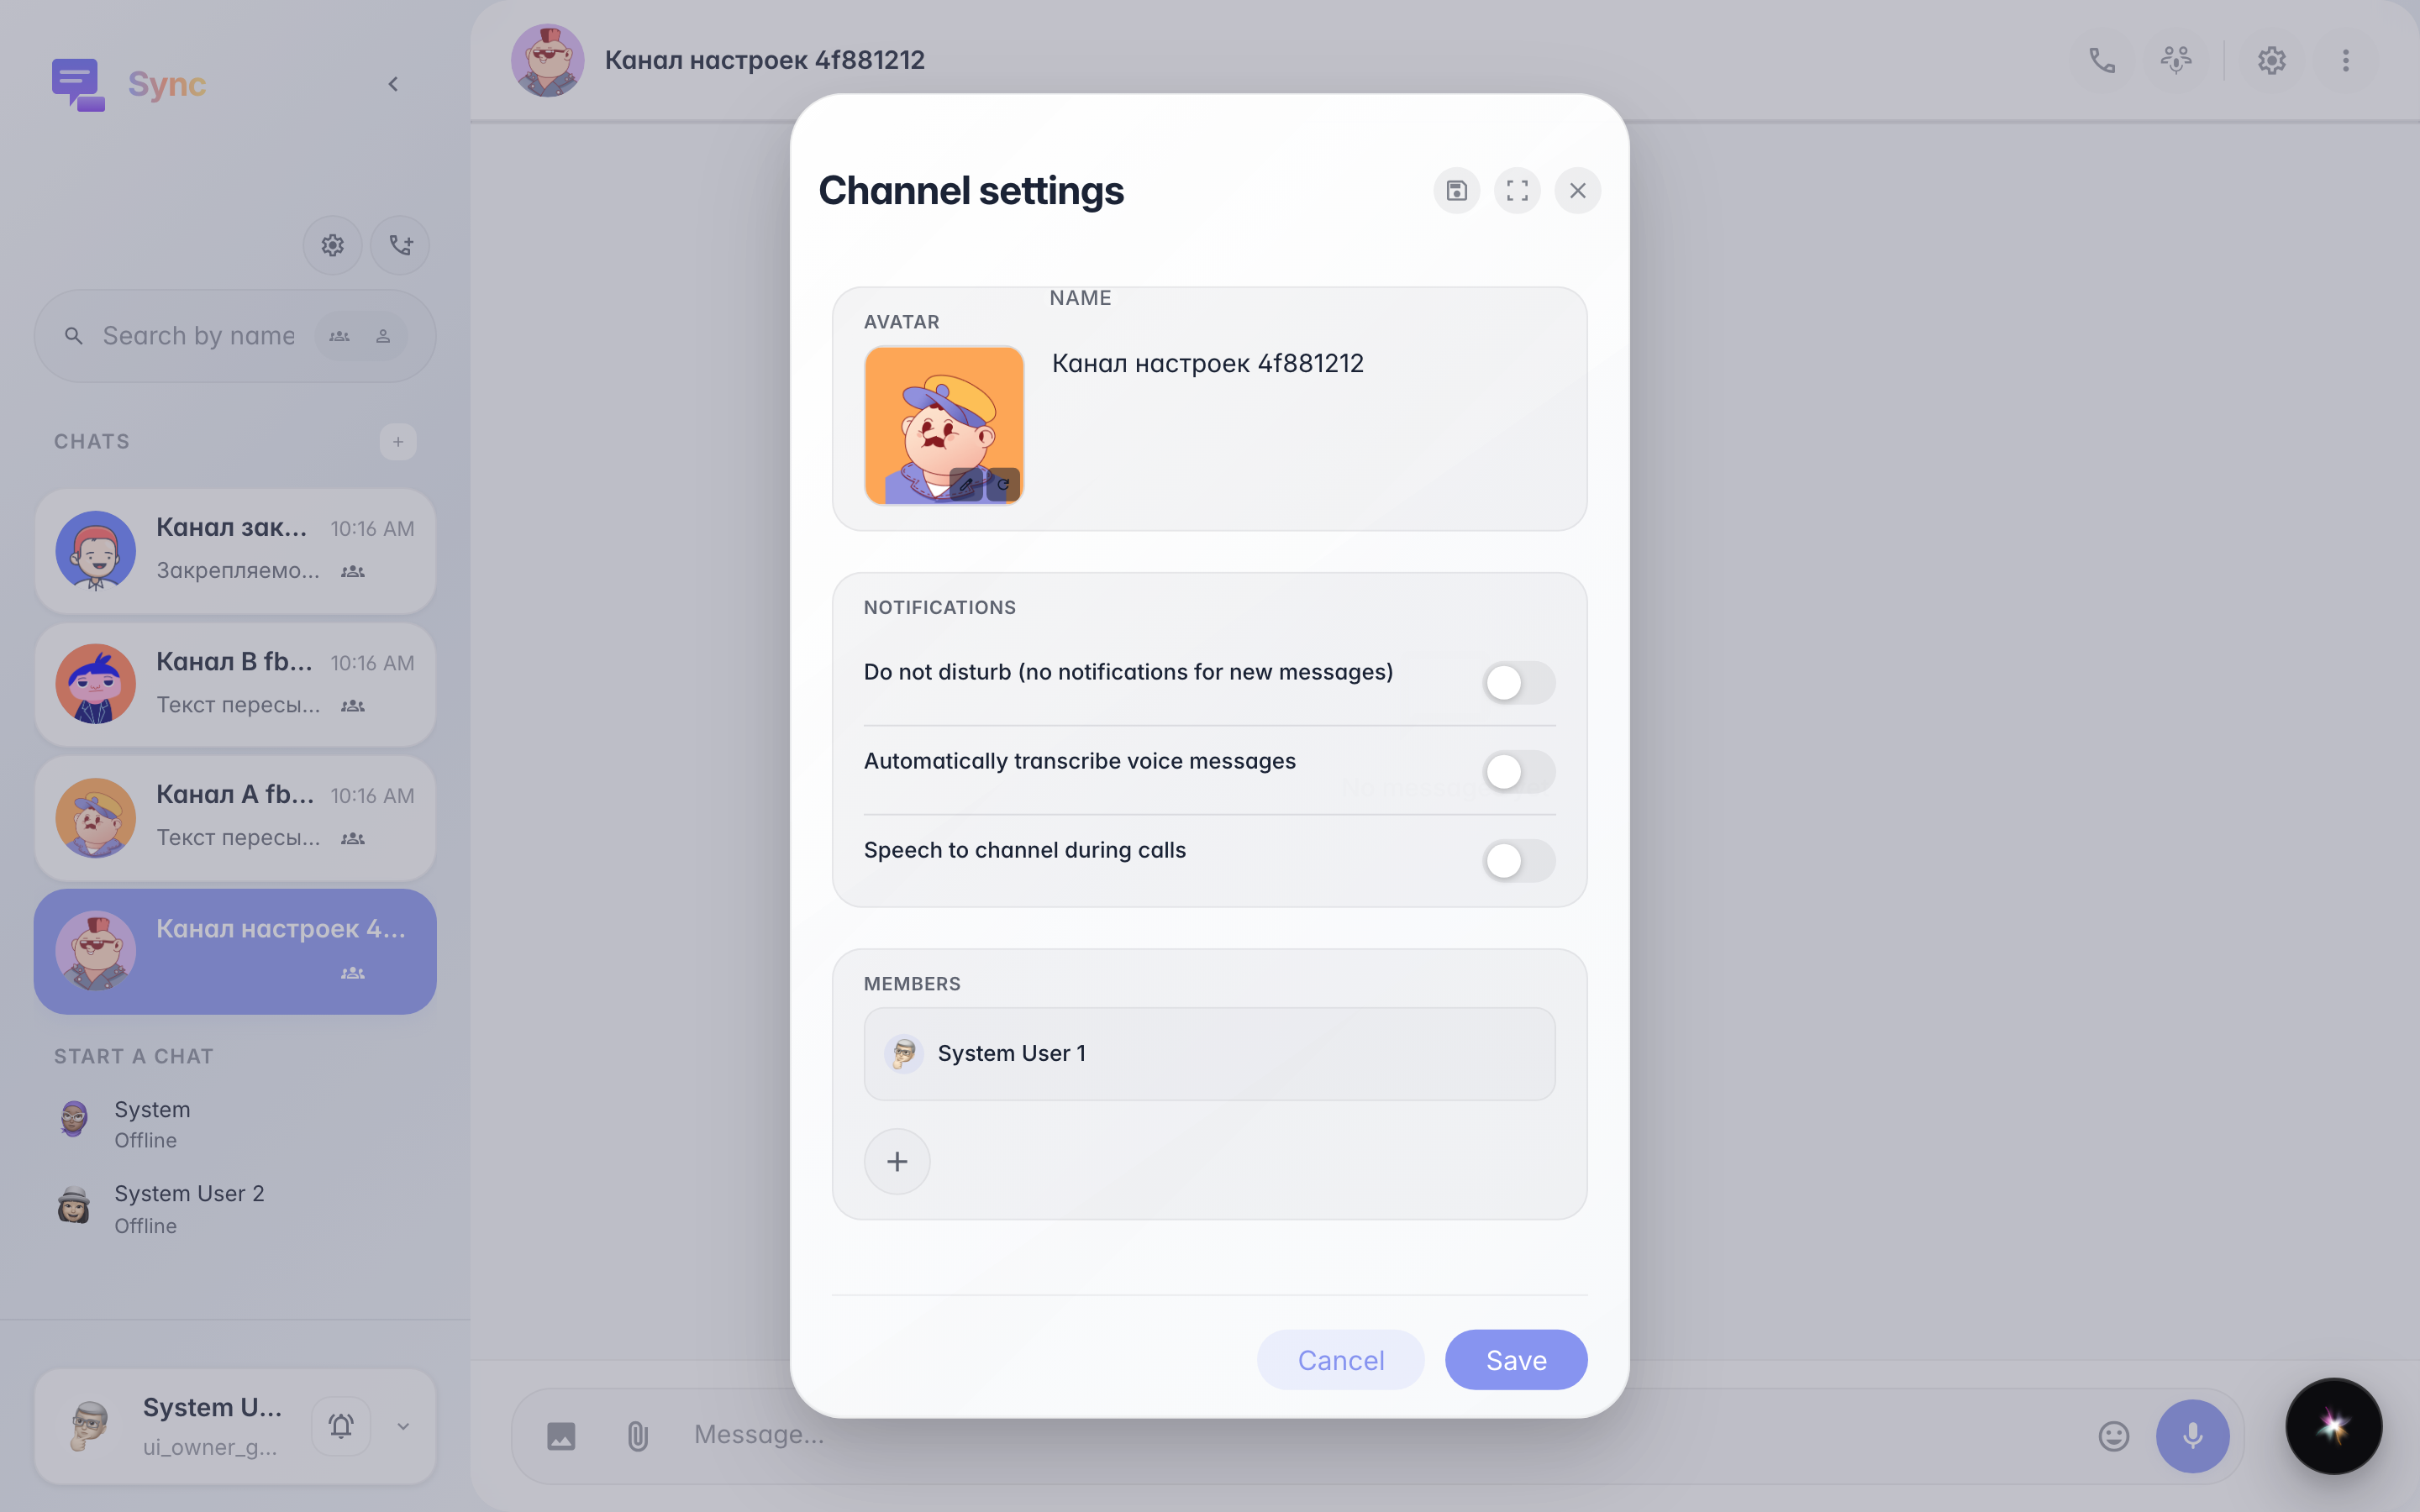 Sync
Search by name
CHATS
Канал зак...
10:16 AM
Закрепляемо...
Канал B fb...
10:16 AM
Текст пересы...
Канал A fb...
10:16 AM
Текст пересы...
Канал настроек 4...
START A CHAT
System
Offline
System User 2
Offline
System U...
ui_owner_g...
Канал настроек 4f881212
Channel settings
NAME
AVATAR
Канал настроек 4f881212
NOTIFICATIONS
Do not disturb (no notifications for new messages)
Automatically transcribe voice messages
Speech to channel during calls
MEMBERS
System User 1
Cancel
Save
Message...